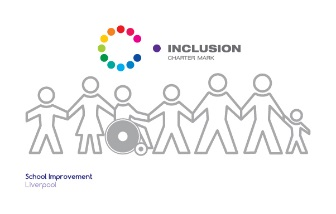 INCLUSION
CHARTER MARK
School Improvement
Liverpool